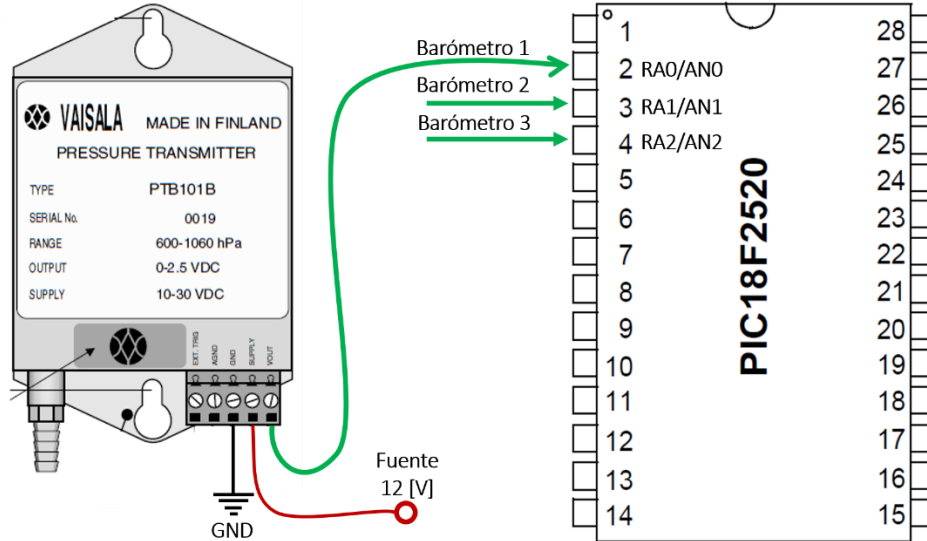 VAISALA MADE IN FINLAND
PRESSURE TRANSMITTER
TYPE PTB101B
SERIAL No. 0019
RANGE 600-1060 hPa
OUTPUT 0-2.5 VDC
SUPPLY 10-30 VDC
EXT. TRIG
AGND
GND
SUPPLY
VOUT
GND
Fuente
12 [V]
Barómetro 1
Barómetro 2
Barómetro 3
1 28
2 RA0/AN0 27
3 RA1/AN1 26
4 RA2/AN2 25
5 24
6 23
7 22
8 21
9 20
10 19
11 18
12 17
13 16
14 15
PIC18F2520